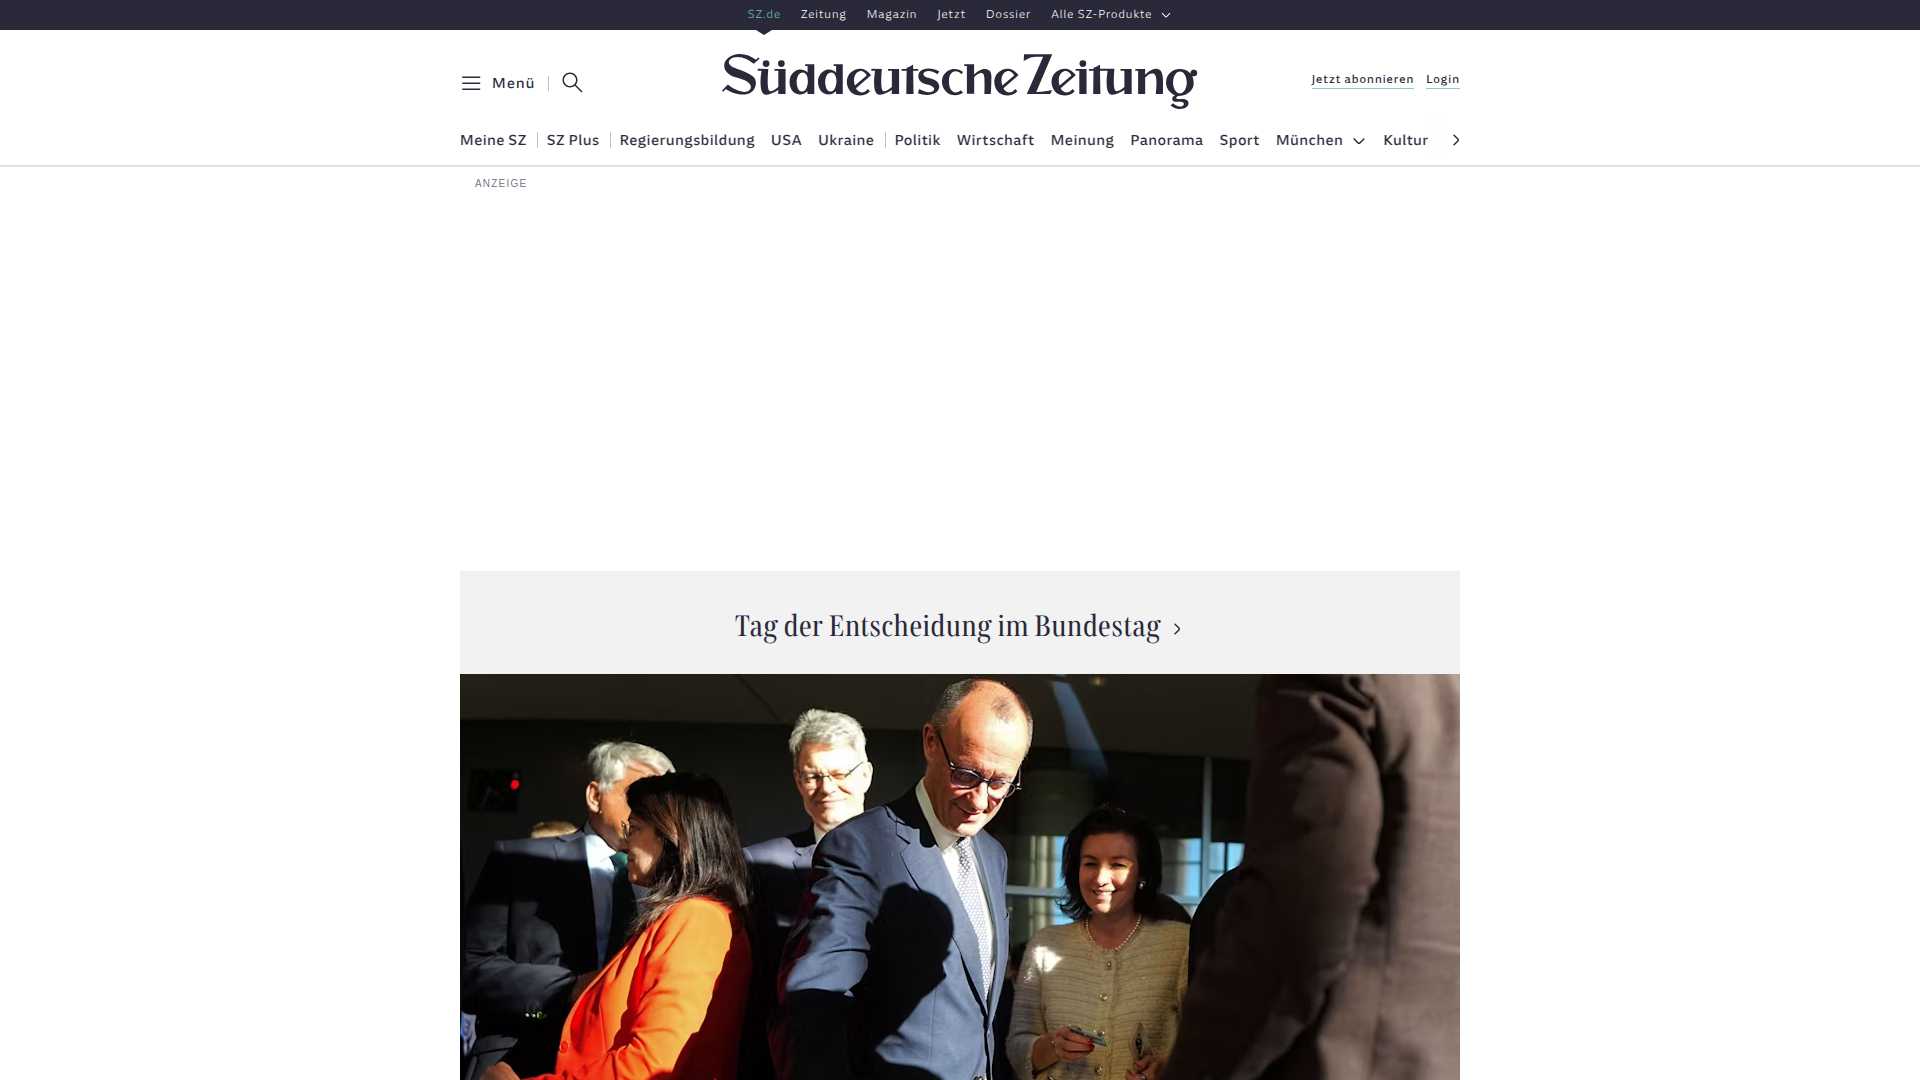 SZ.de Zeitung Magazin Jetzt Dossier Alle SZ-Produkte
Menü
Süddeutsche Zeitung
Jetzt abonnieren Login
Meine SZ SZ Plus Regierungsbildung USA Ukraine Politik Wirtschaft Meinung Panorama Sport München Kultur
ANZEIGE
Tag der Entscheidung im Bundestag